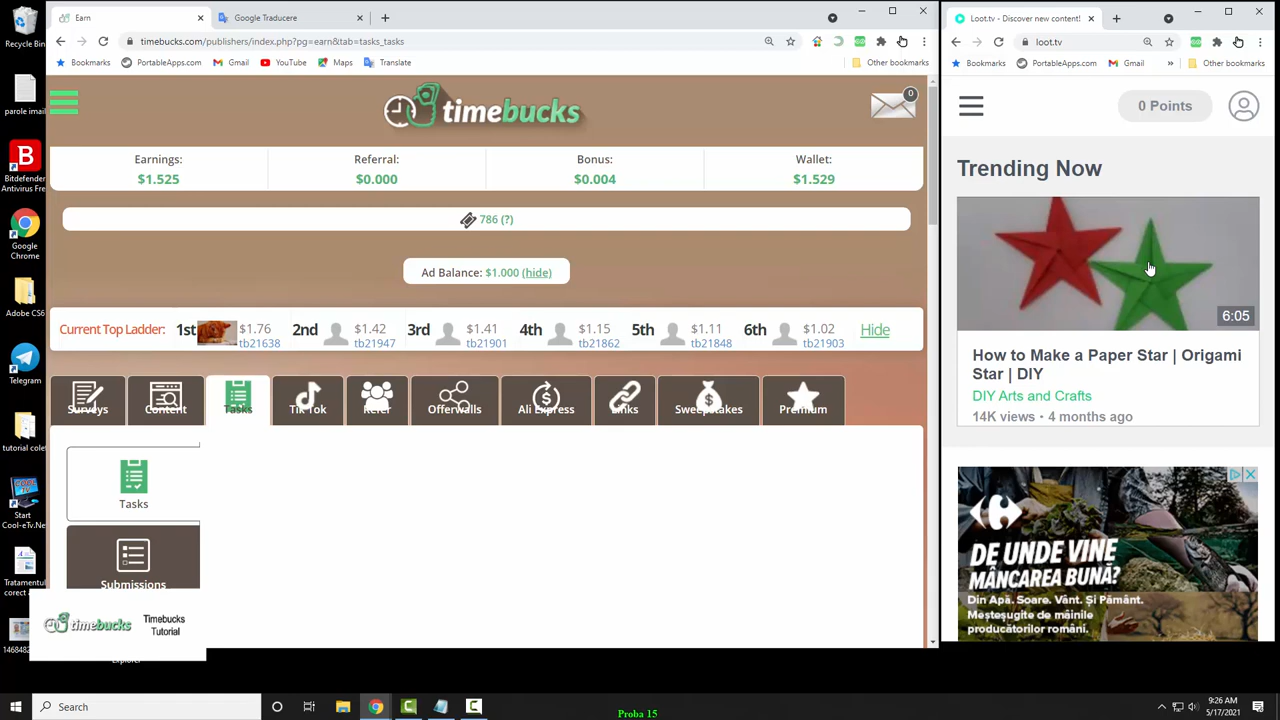 Recycle Bin
parole imai
Bitdefender
Antivirus Fre
Google
Chrome
Adobe CS6
Telegram
tutorial colet
Start
Cool-eTv.Net
Tratamentul
corect a
1468482
Explorer
Earn
Google Traducere
timebucks.com/publishers/index.php?pg=earn&tab=tasks_tasks
Bookmarks
PortableApps.com
Gmail
YouTube
Maps
Translate
Other bookmarks
timebucks
0
Earnings:
$1.525
Referral:
$0.000
Bonus:
$0.004
Wallet:
$1.529
786 (?)
Ad Balance: $1.000 (hide)
Current Top Ladder:
1st
$1.76
tb21638
2nd
$1.42
tb21947
3rd
$1.41
tb21901
4th
$1.15
tb21862
5th
$1.11
tb21848
6th
$1.02
tb21903
Hide
Surveys
Content
Tasks
Tik Tok
Refer
Offerwalls
Ali Express
Links
Sweepstakes
Premium
Tasks
Submissions
timebucks
Timebucks
Tutorial
Loot.tv - Discover new content!
loot.tv
Bookmarks
PortableApps.com
Gmail
»
Other bookmarks
0 Points
Trending Now
6:05
How to Make a Paper Star | Origami
Star | DIY
DIY Arts and Crafts
14K views • 4 months ago
DE UNDE VINE
MÂNCAREA BUNĂ?
Din Apă. Soare. Vânt. Și Pământ.
Meșteșugite de mâinile
producătorilor români.
Search
Proba 15
9:26 AM
5/17/2021